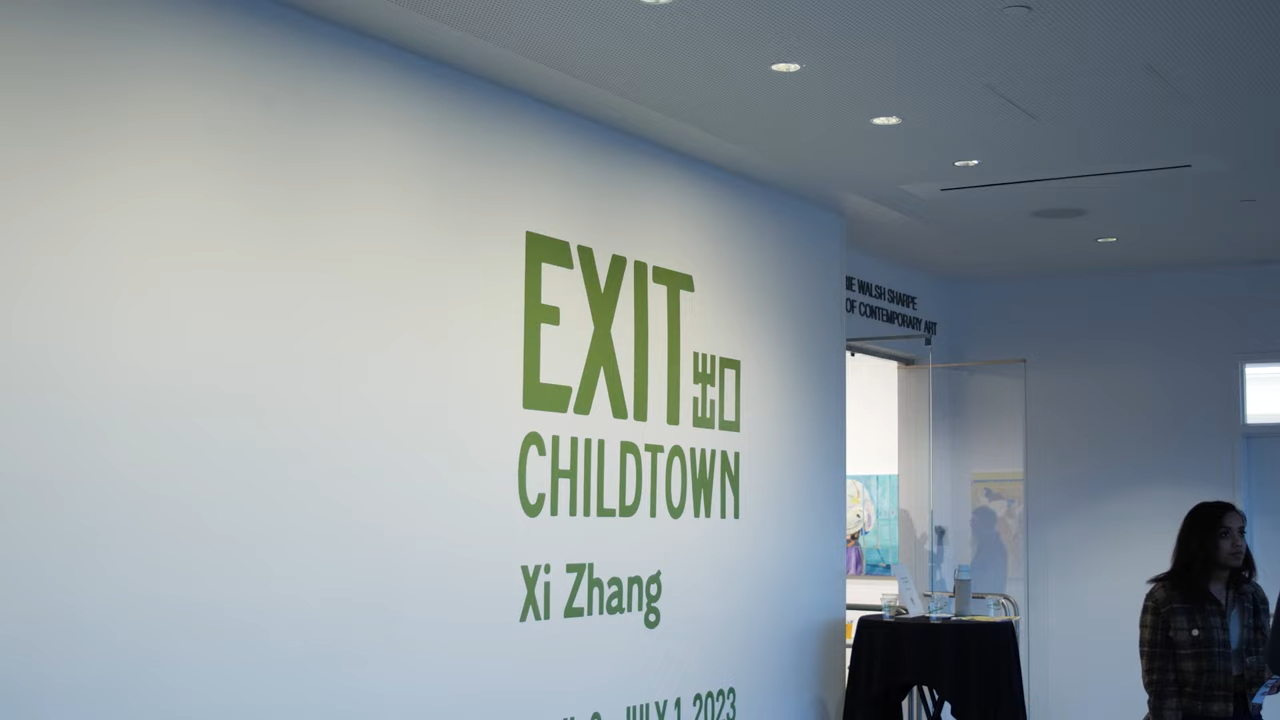 EXIT 出口
CHILDTOWN
Xi Zhang
JULY 1, 2023
WALSH SHARPE
OF CONTEMPORARY ART